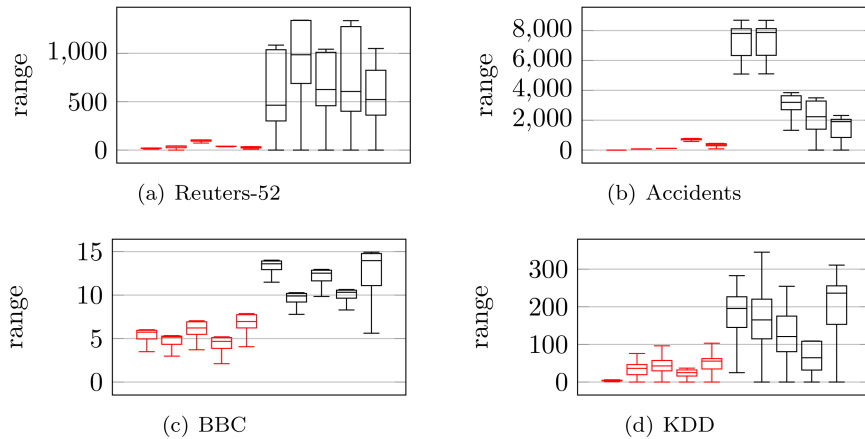 range
1,000
500
0
(a) Reuters-52
range
8,000
6,000
4,000
2,000
0
(b) Accidents
range
15
10
5
0
(c) BBC
range
300
200
100
0
(d) KDD